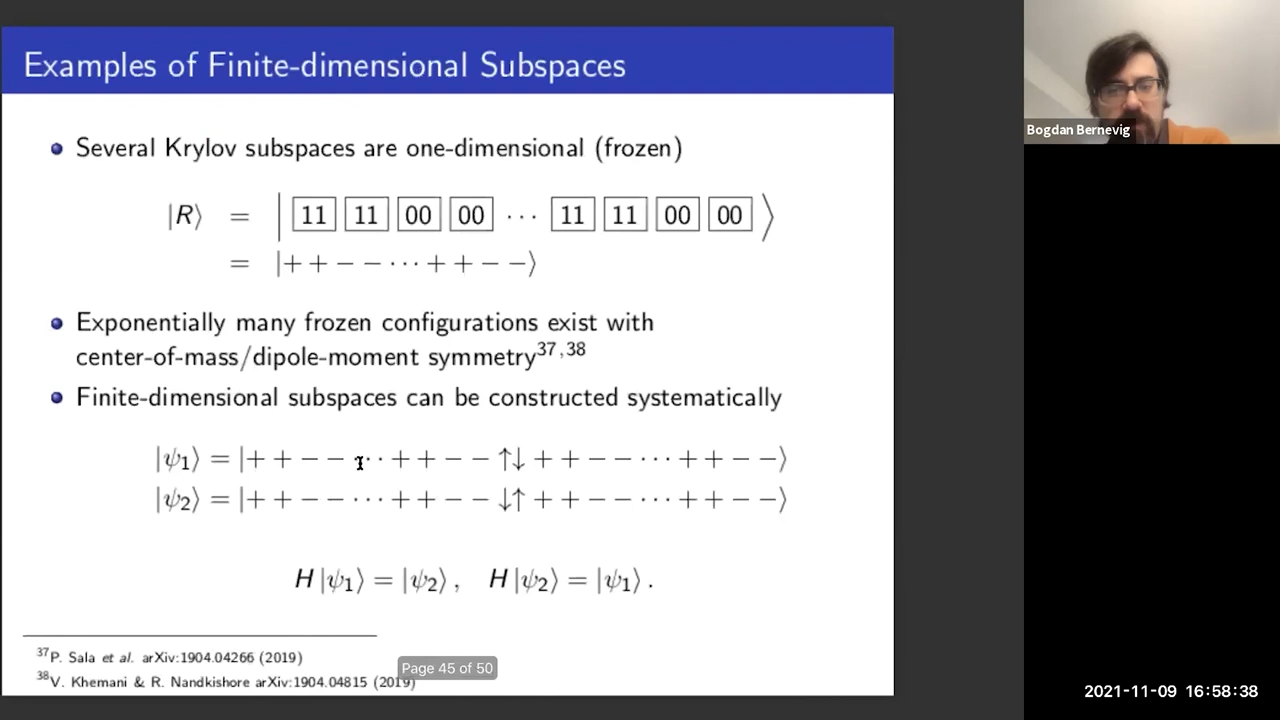 Examples of Finite-dimensional Subspaces
Several Krylov subspaces are one-dimensional (frozen)
|R⟩ = | 11 11 00 00 ··· 11 11 00 00 ⟩
= |+ + − − ··· + + − −⟩
Exponentially many frozen configurations exist with
center-of-mass/dipole-moment symmetry37,38
Finite-dimensional subspaces can be constructed systematically
|ψ1⟩ = |+ + − − ··· + + − − ↑↓ + + − − ··· + + − −⟩
|ψ2⟩ = |+ + − − ··· + + − − ↓↑ + + − − ··· + + − −⟩
H |ψ1⟩ = |ψ2⟩ , H |ψ2⟩ = |ψ1⟩ .
37P. Sala et al. arXiv:1904.04266 (2019)
38V. Khemani & R. Nandkishore arXiv:1904.04815 (2019)
Page 45 of 50
Bogdan Bernevig
2021-11-09 16:58:38